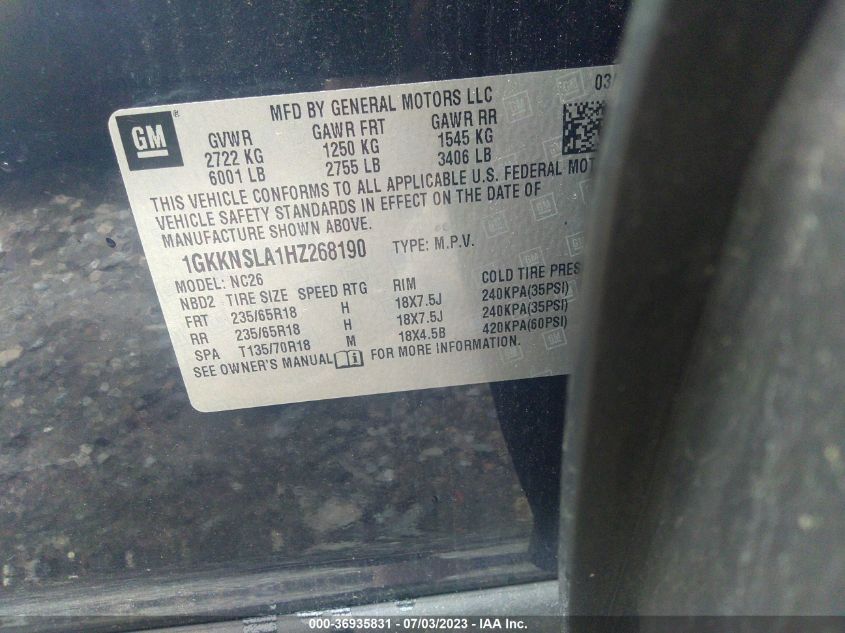 MFD BY GENERAL MOTORS LLC 03/
GM
GVWR GAWR FRT GAWR RR
2722 KG 1250 KG 1545 KG
6001 LB 2755 LB 3406 LB
THIS VEHICLE CONFORMS TO ALL APPLICABLE U.S. FEDERAL MOT
VEHICLE SAFETY STANDARDS IN EFFECT ON THE DATE OF
MANUFACTURE SHOWN ABOVE.
1GKKNSLA1HZ268190 TYPE: M.P.V.
MODEL: NC26
NBD2 TIRE SIZE SPEED RTG RIM COLD TIRE PRES
FRT 235/65R18 H 18X7.5J 240KPA(35PSI)
RR 235/65R18 H 18X7.5J 240KPA(35PSI)
SPA T135/70R18 M 18X4.5B 420KPA(60PSI)
SEE OWNER'S MANUAL FOR MORE INFORMATION.
000-36935831 - 07/03/2023 - IAA Inc.